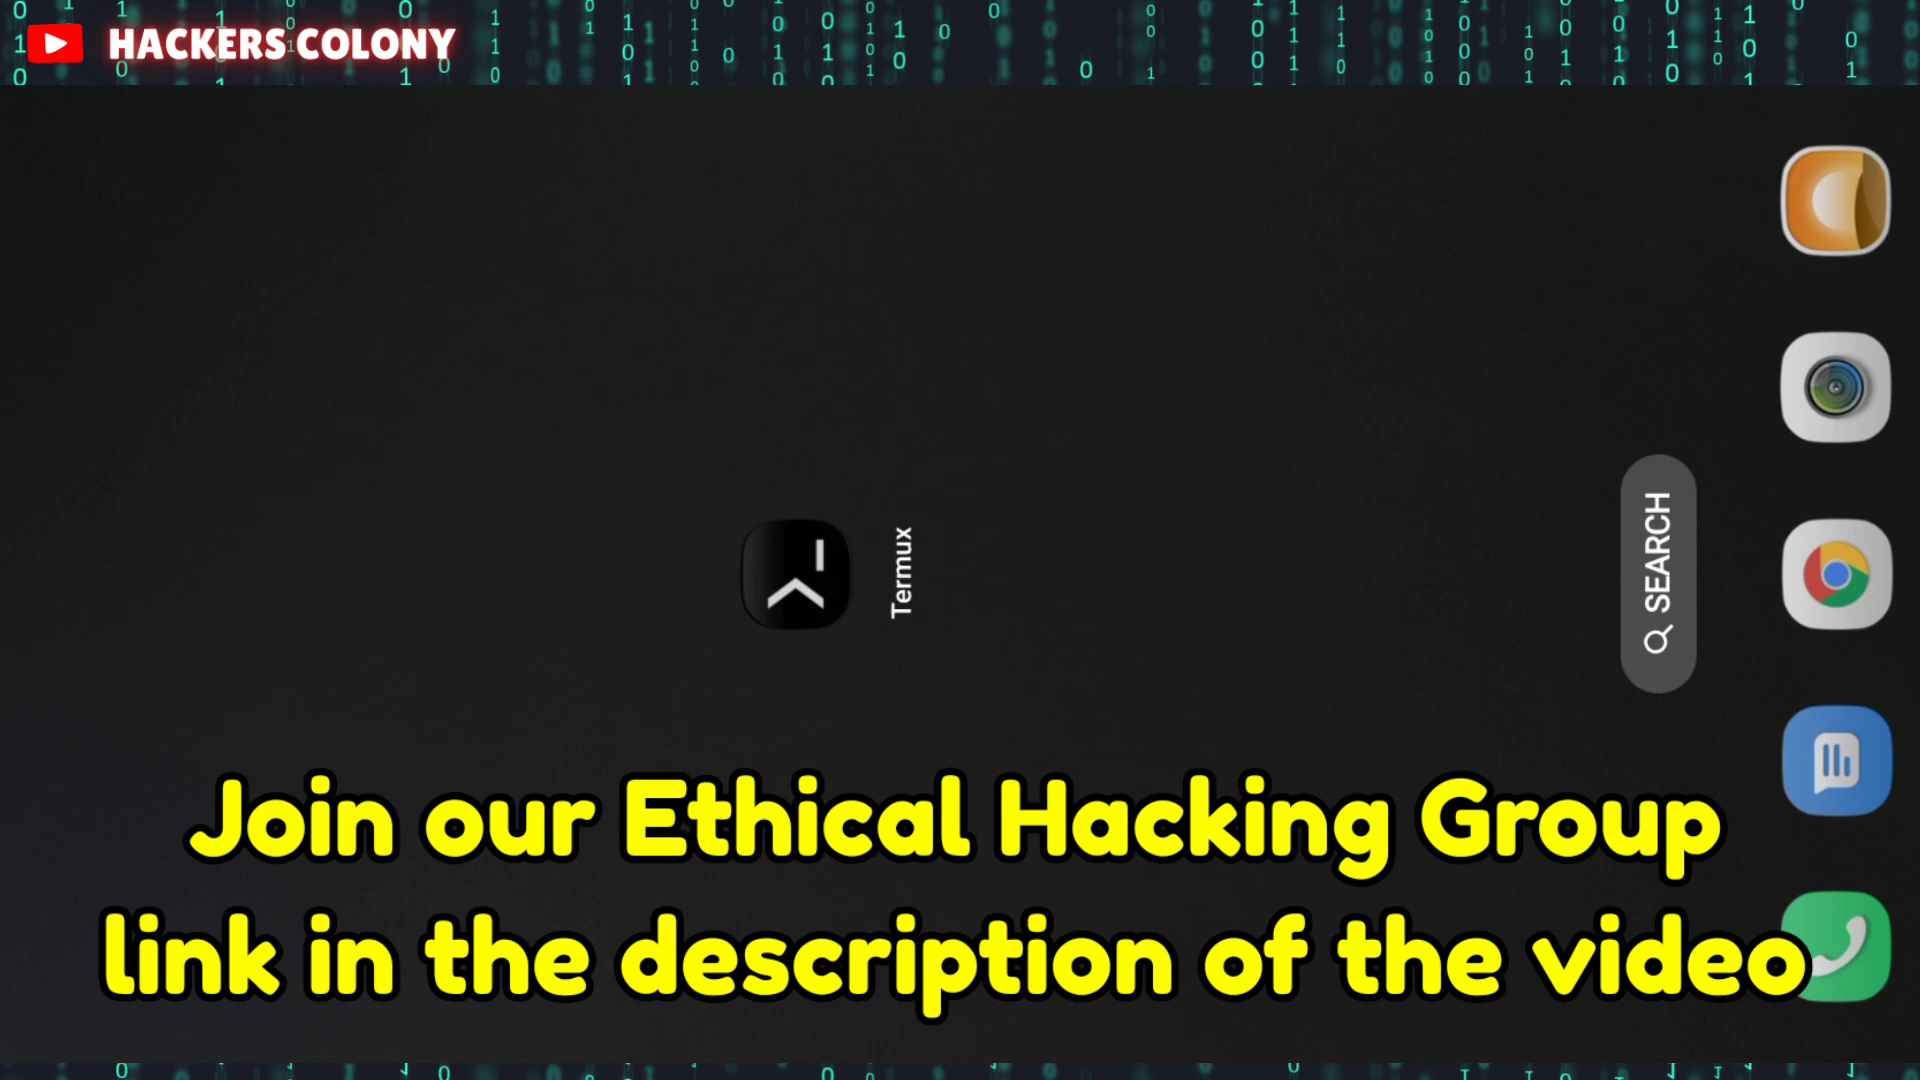 HACKERS COLONY
Termux
SEARCH
Join our Ethical Hacking Group
link in the description of the video